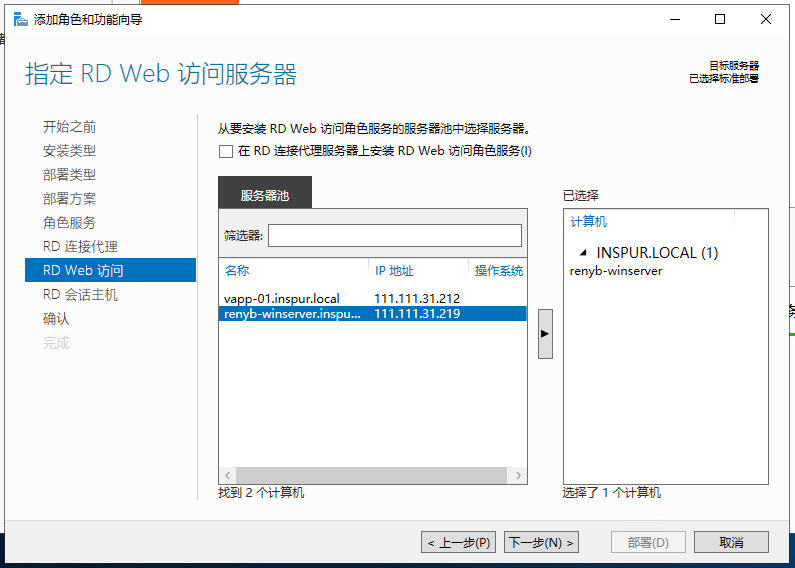 添加角色和功能向导
指定 RD Web 访问服务器
目标服务器
已选择标准部署
开始之前
安装类型
部署类型
部署方案
角色服务
RD 连接代理
RD Web 访问
RD 会话主机
确认
完成
从要安装 RD Web 访问角色服务的服务器池中选择服务器。
在 RD 连接代理服务器上安装 RD Web 访问角色服务(I)
服务器池
筛选器:
名称 IP 地址 操作系统
vapp-01.inspur.local 111.111.31.212
renyb-winserver.inspu... 111.111.31.219
找到 2 个计算机
已选择
计算机
INSPUR.LOCAL (1)
renyb-winserver
选择了 1 个计算机
< 上一步(P) 下一步(N) > 部署(D) 取消